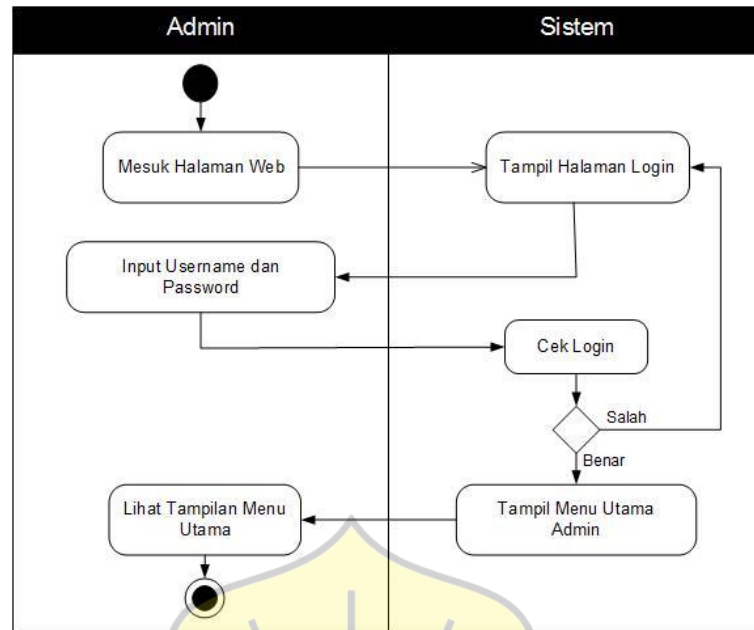 Admin
Sistem
Mesuk Halaman Web
Tampil Halaman Login
Input Username dan
Password
Cek Login
Salah
Benar
Lihat Tampilan Menu
Utama
Tampil Menu Utama
Admin